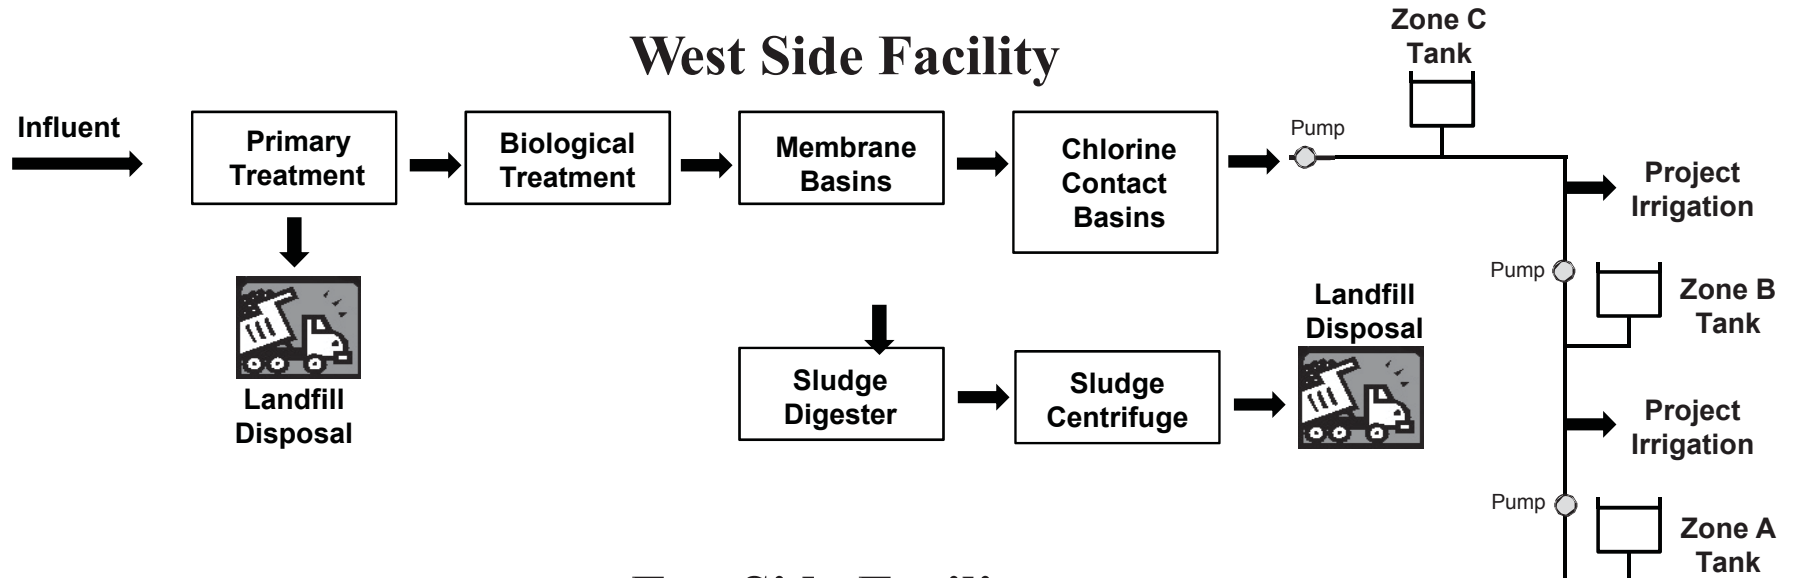 West Side Facility
Influent
Primary
Treatment
Biological
Treatment
Membrane
Basins
Chlorine
Contact
Basins
Pump
Zone C
Tank
Project
Irrigation
Pump
Zone B
Tank
Landfill
Disposal
Sludge
Digester
Sludge
Centrifuge
Landfill
Disposal
Project
Irrigation
Pump
Zone A
Tank